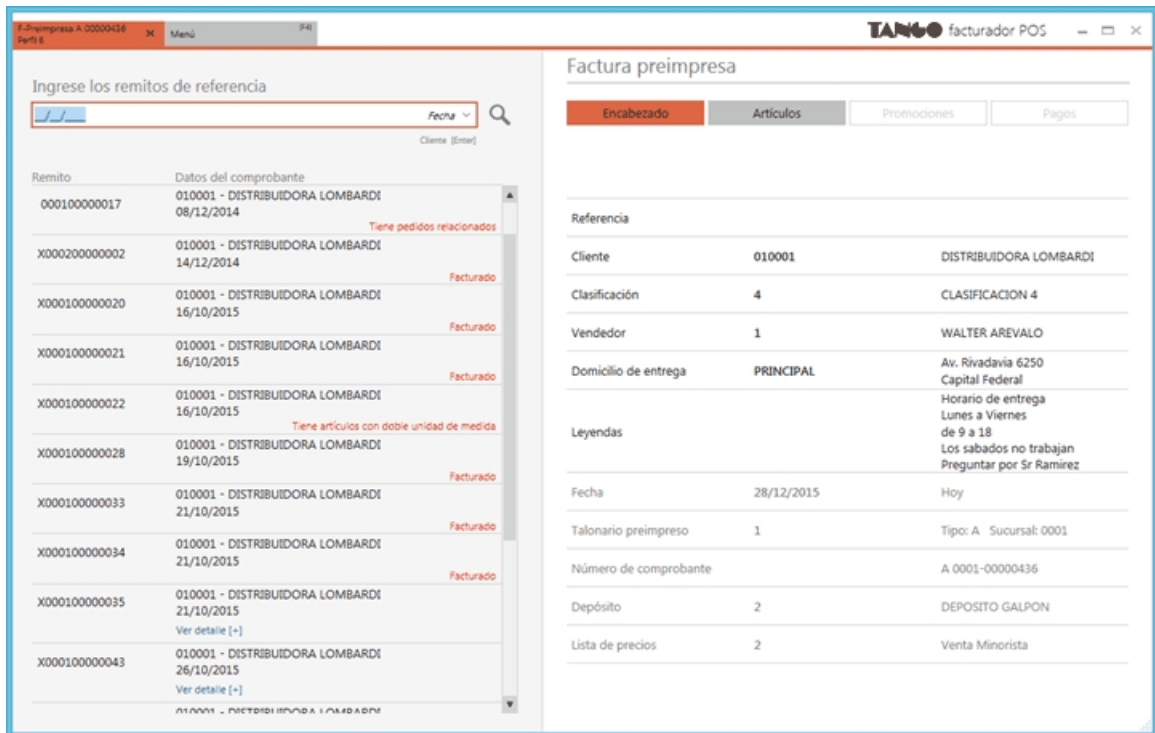 F-Preimpresa A 00000436
Perfil 6
Menú
[F4]
TANGO facturador POS
Ingrese los remitos de referencia
__/__/____
Fecha
Cliente [Enter]
Remito Datos del comprobante
000100000017
010001 - DISTRIBUIDORA LOMBARDI
08/12/2014
Tiene pedidos relacionados
X000200000002
010001 - DISTRIBUIDORA LOMBARDI
14/12/2014
Facturado
X000100000020
010001 - DISTRIBUIDORA LOMBARDI
16/10/2015
Facturado
X000100000021
010001 - DISTRIBUIDORA LOMBARDI
16/10/2015
Facturado
X000100000022
010001 - DISTRIBUIDORA LOMBARDI
16/10/2015
Tiene artículos con doble unidad de medida
X000100000028
010001 - DISTRIBUIDORA LOMBARDI
19/10/2015
Facturado
X000100000033
010001 - DISTRIBUIDORA LOMBARDI
21/10/2015
Facturado
X000100000034
010001 - DISTRIBUIDORA LOMBARDI
21/10/2015
Facturado
X000100000035
010001 - DISTRIBUIDORA LOMBARDI
21/10/2015
Ver detalle [+]
X000100000043
010001 - DISTRIBUIDORA LOMBARDI
26/10/2015
Ver detalle [+]
010001 - DISTRIBUIDORA LOMBARDI
Factura preimpresa
Encabezado Artículos Promociones Pagos
Referencia
Cliente 010001 DISTRIBUIDORA LOMBARDI
Clasificación 4 CLASIFICACION 4
Vendedor 1 WALTER AREVALO
Domicilio de entrega PRINCIPAL Av. Rivadavia 6250
Capital Federal
Leyendas
Horario de entrega
Lunes a Viernes
de 9 a 18
Los sabados no trabajan
Preguntar por Sr Ramirez
Fecha 28/12/2015 Hoy
Talonario preimpreso 1 Tipo: A Sucursal: 0001
Número de comprobante A 0001-00000436
Depósito 2 DEPOSITO GALPON
Lista de precios 2 Venta Minorista